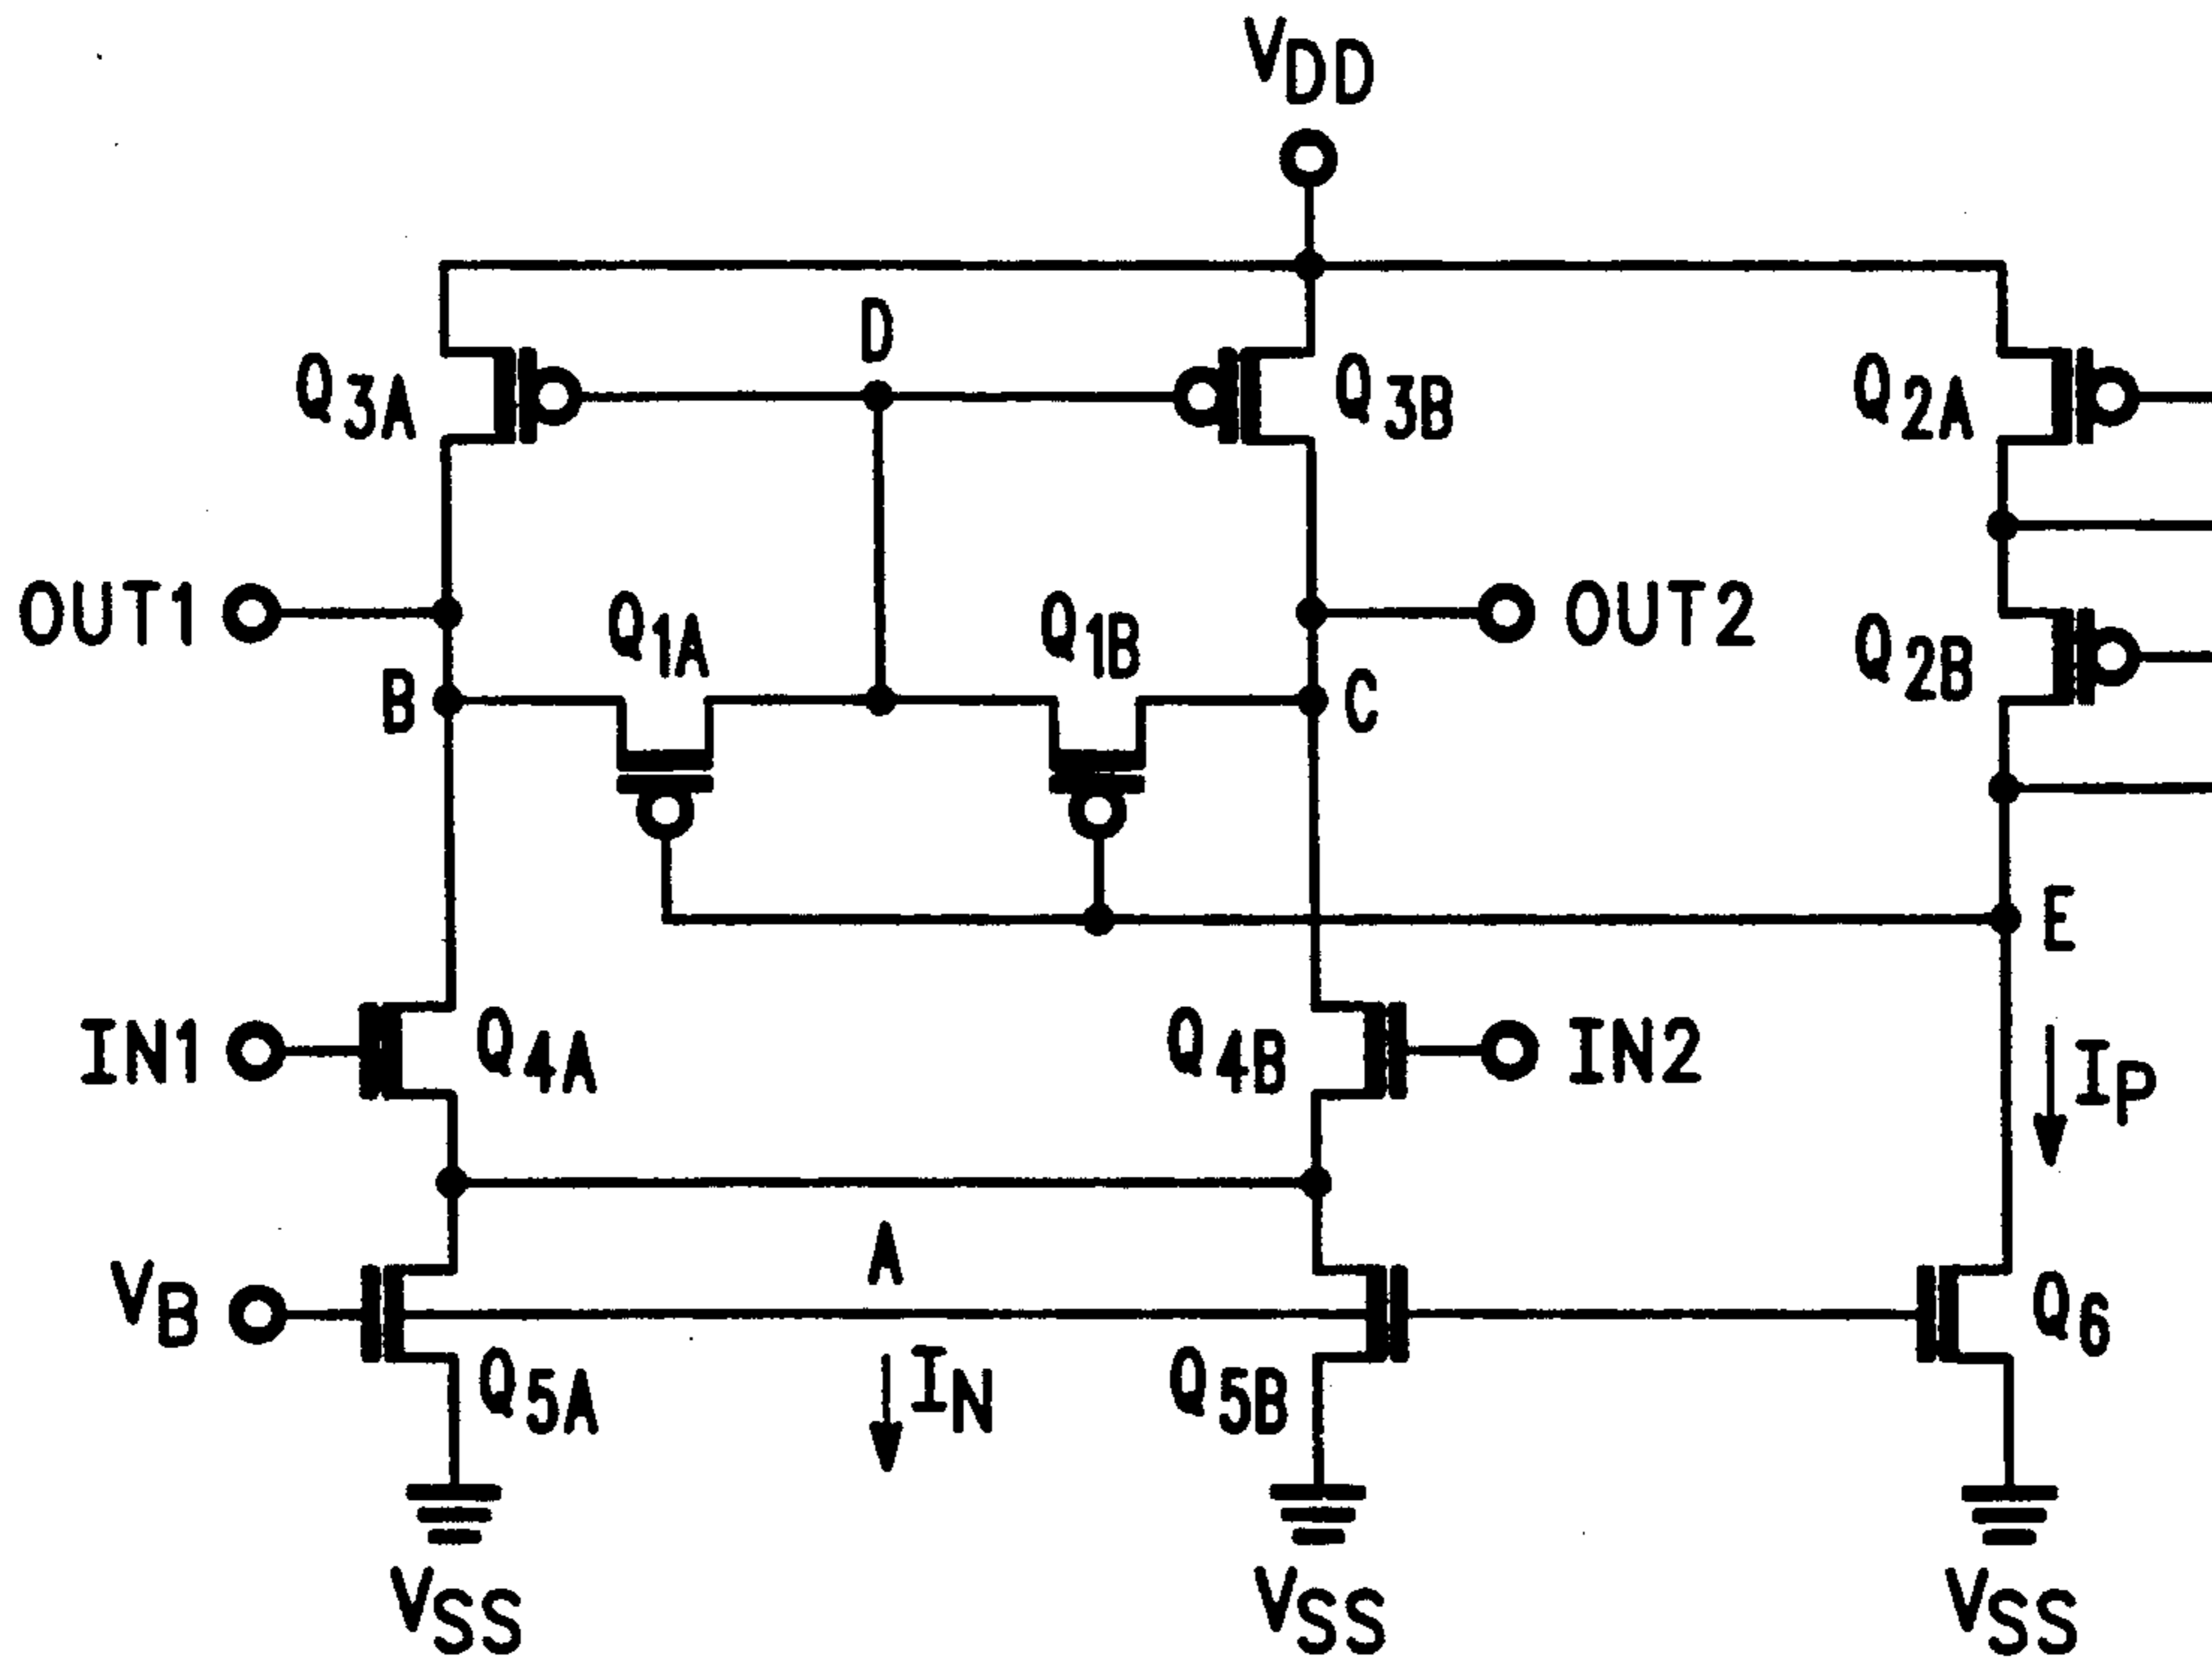 VDD
D
Q3A
Q3B
Q2A
OUT1
Q1A
Q1B
OUT2
Q2B
B
C
E
IN1
Q4A
Q4B
IN2
IP
A
VB
Q5A
IN
Q5B
Q6
VSS
VSS
VSS